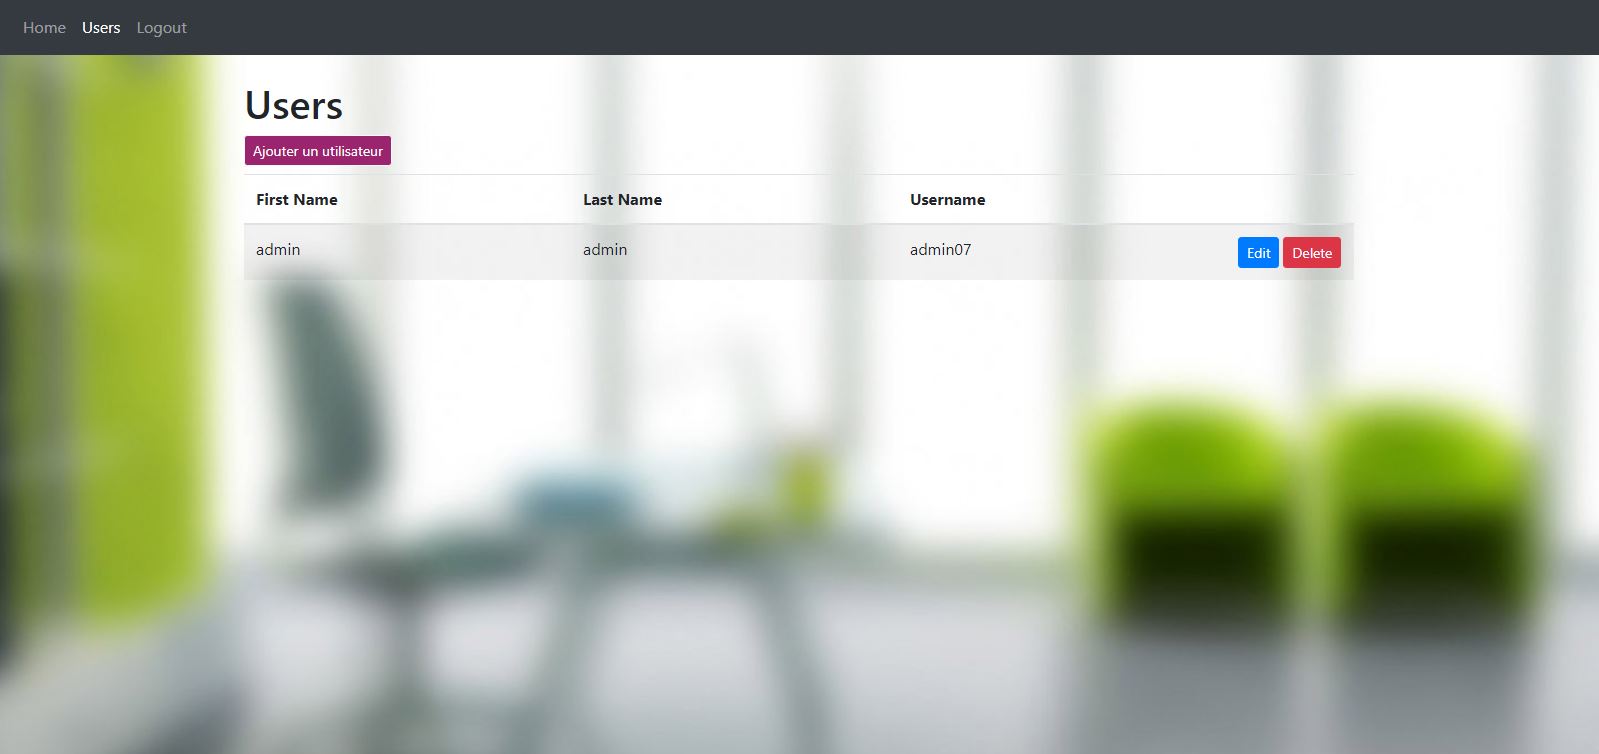 Home Users Logout
Users
Ajouter un utilisateur
First Name Last Name Username
admin admin admin07 Edit Delete